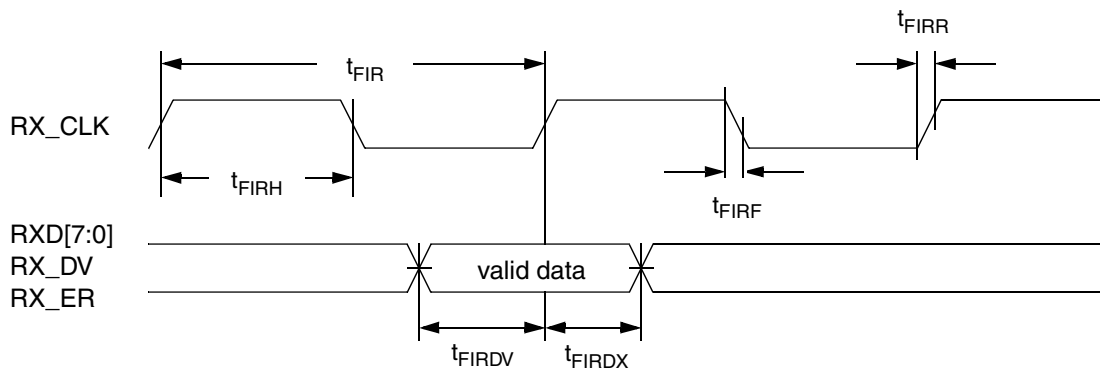 tFIRR
tFIR
RX_CLK
tFIRH
tFIRF
RXD[7:0]
RX_DV
valid data
RX_ER
tFIRDV
tFIRDX